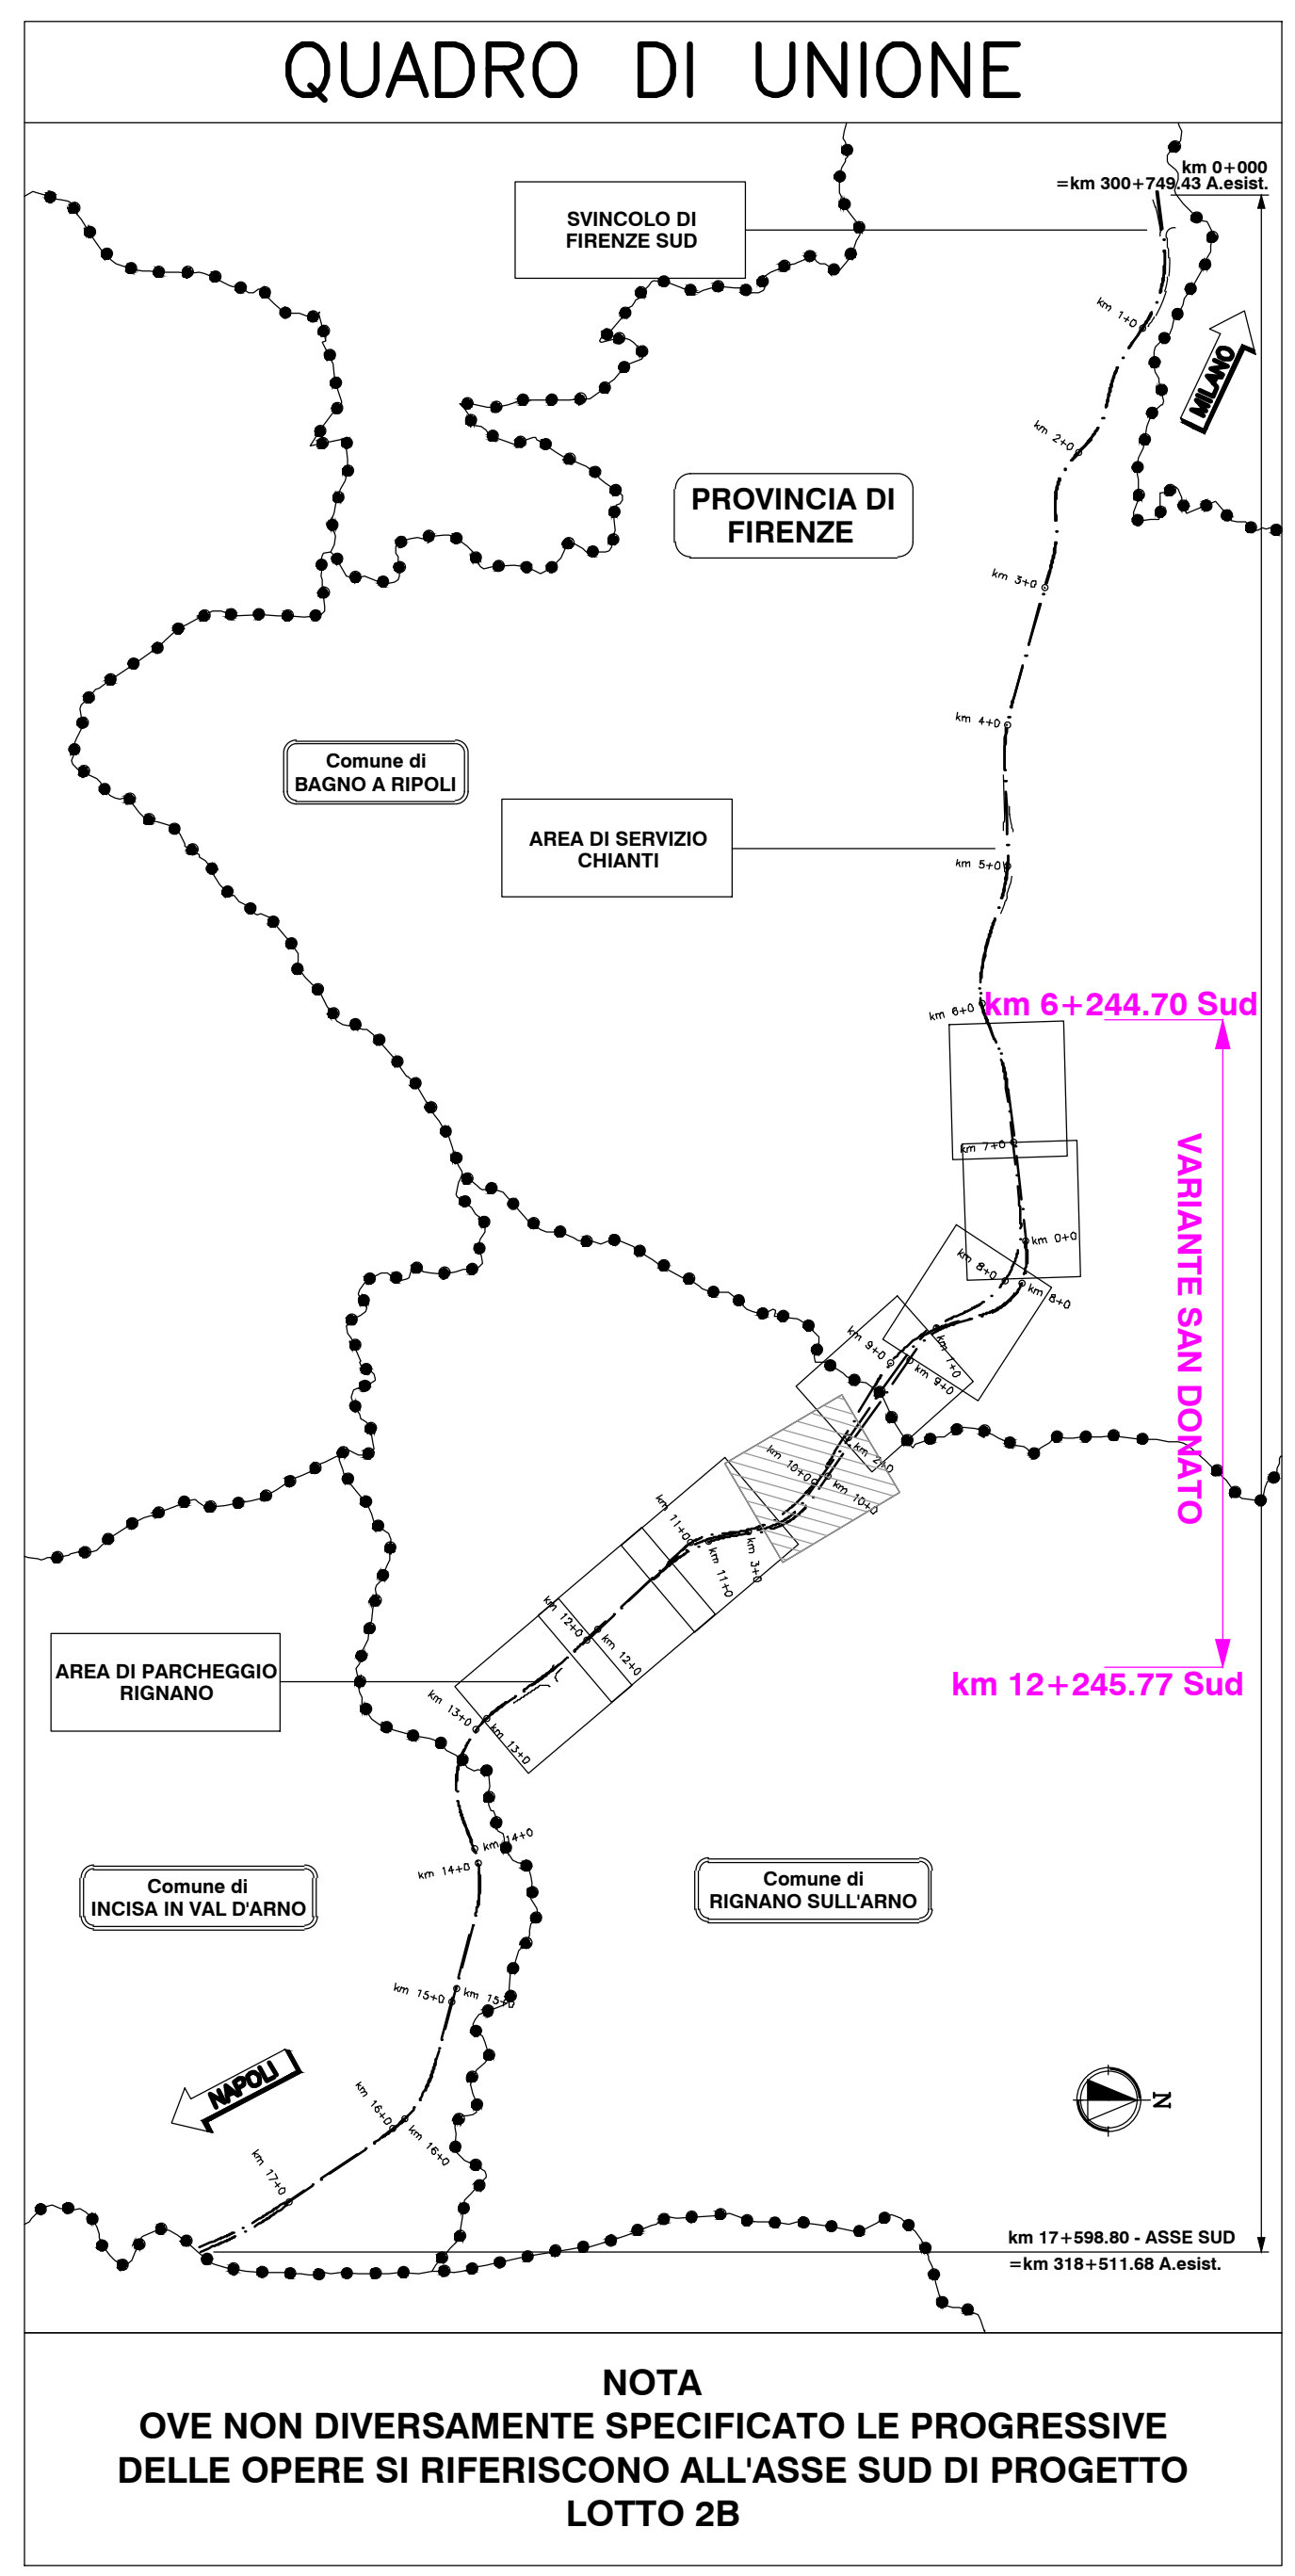 QUADRO DI UNIONE
km 0+000
=km 300+749.43 A.esist.
SVINCOLO DI
FIRENZE SUD
km 1+0
MILANO
km 2+0
PROVINCIA DI
FIRENZE
km 3+0
km 4+0
Comune di
BAGNO A RIPOLI
AREA DI SERVIZIO
CHIANTI
km 5+0
km 6+0
km 6+244.70 Sud
km 7+0
VARIANTE SAN DONATO
km 0+0
km 8+0
km 8+0
km 9+0
km 1+0
km 9+0
km 2+0
km 10+0
km 10+0
km 11+0
km 3+0
km 11+0
km 12+0
km 12+0
AREA DI PARCHEGGIO
RIGNANO
km 12+245.77 Sud
km 13+0
km 13+0
km 14+0
km 14+0
Comune di
INCISA IN VAL D'ARNO
Comune di
RIGNANO SULL'ARNO
km 15+0
km 15+0
NAPOLI
km 16+0
km 16+0
N
km 17+0
km 17+598.80 - ASSE SUD
=km 318+511.68 A.esist.
NOTA
OVE NON DIVERSAMENTE SPECIFICATO LE PROGRESSIVE
DELLE OPERE SI RIFERISCONO ALL'ASSE SUD DI PROGETTO
LOTTO 2B